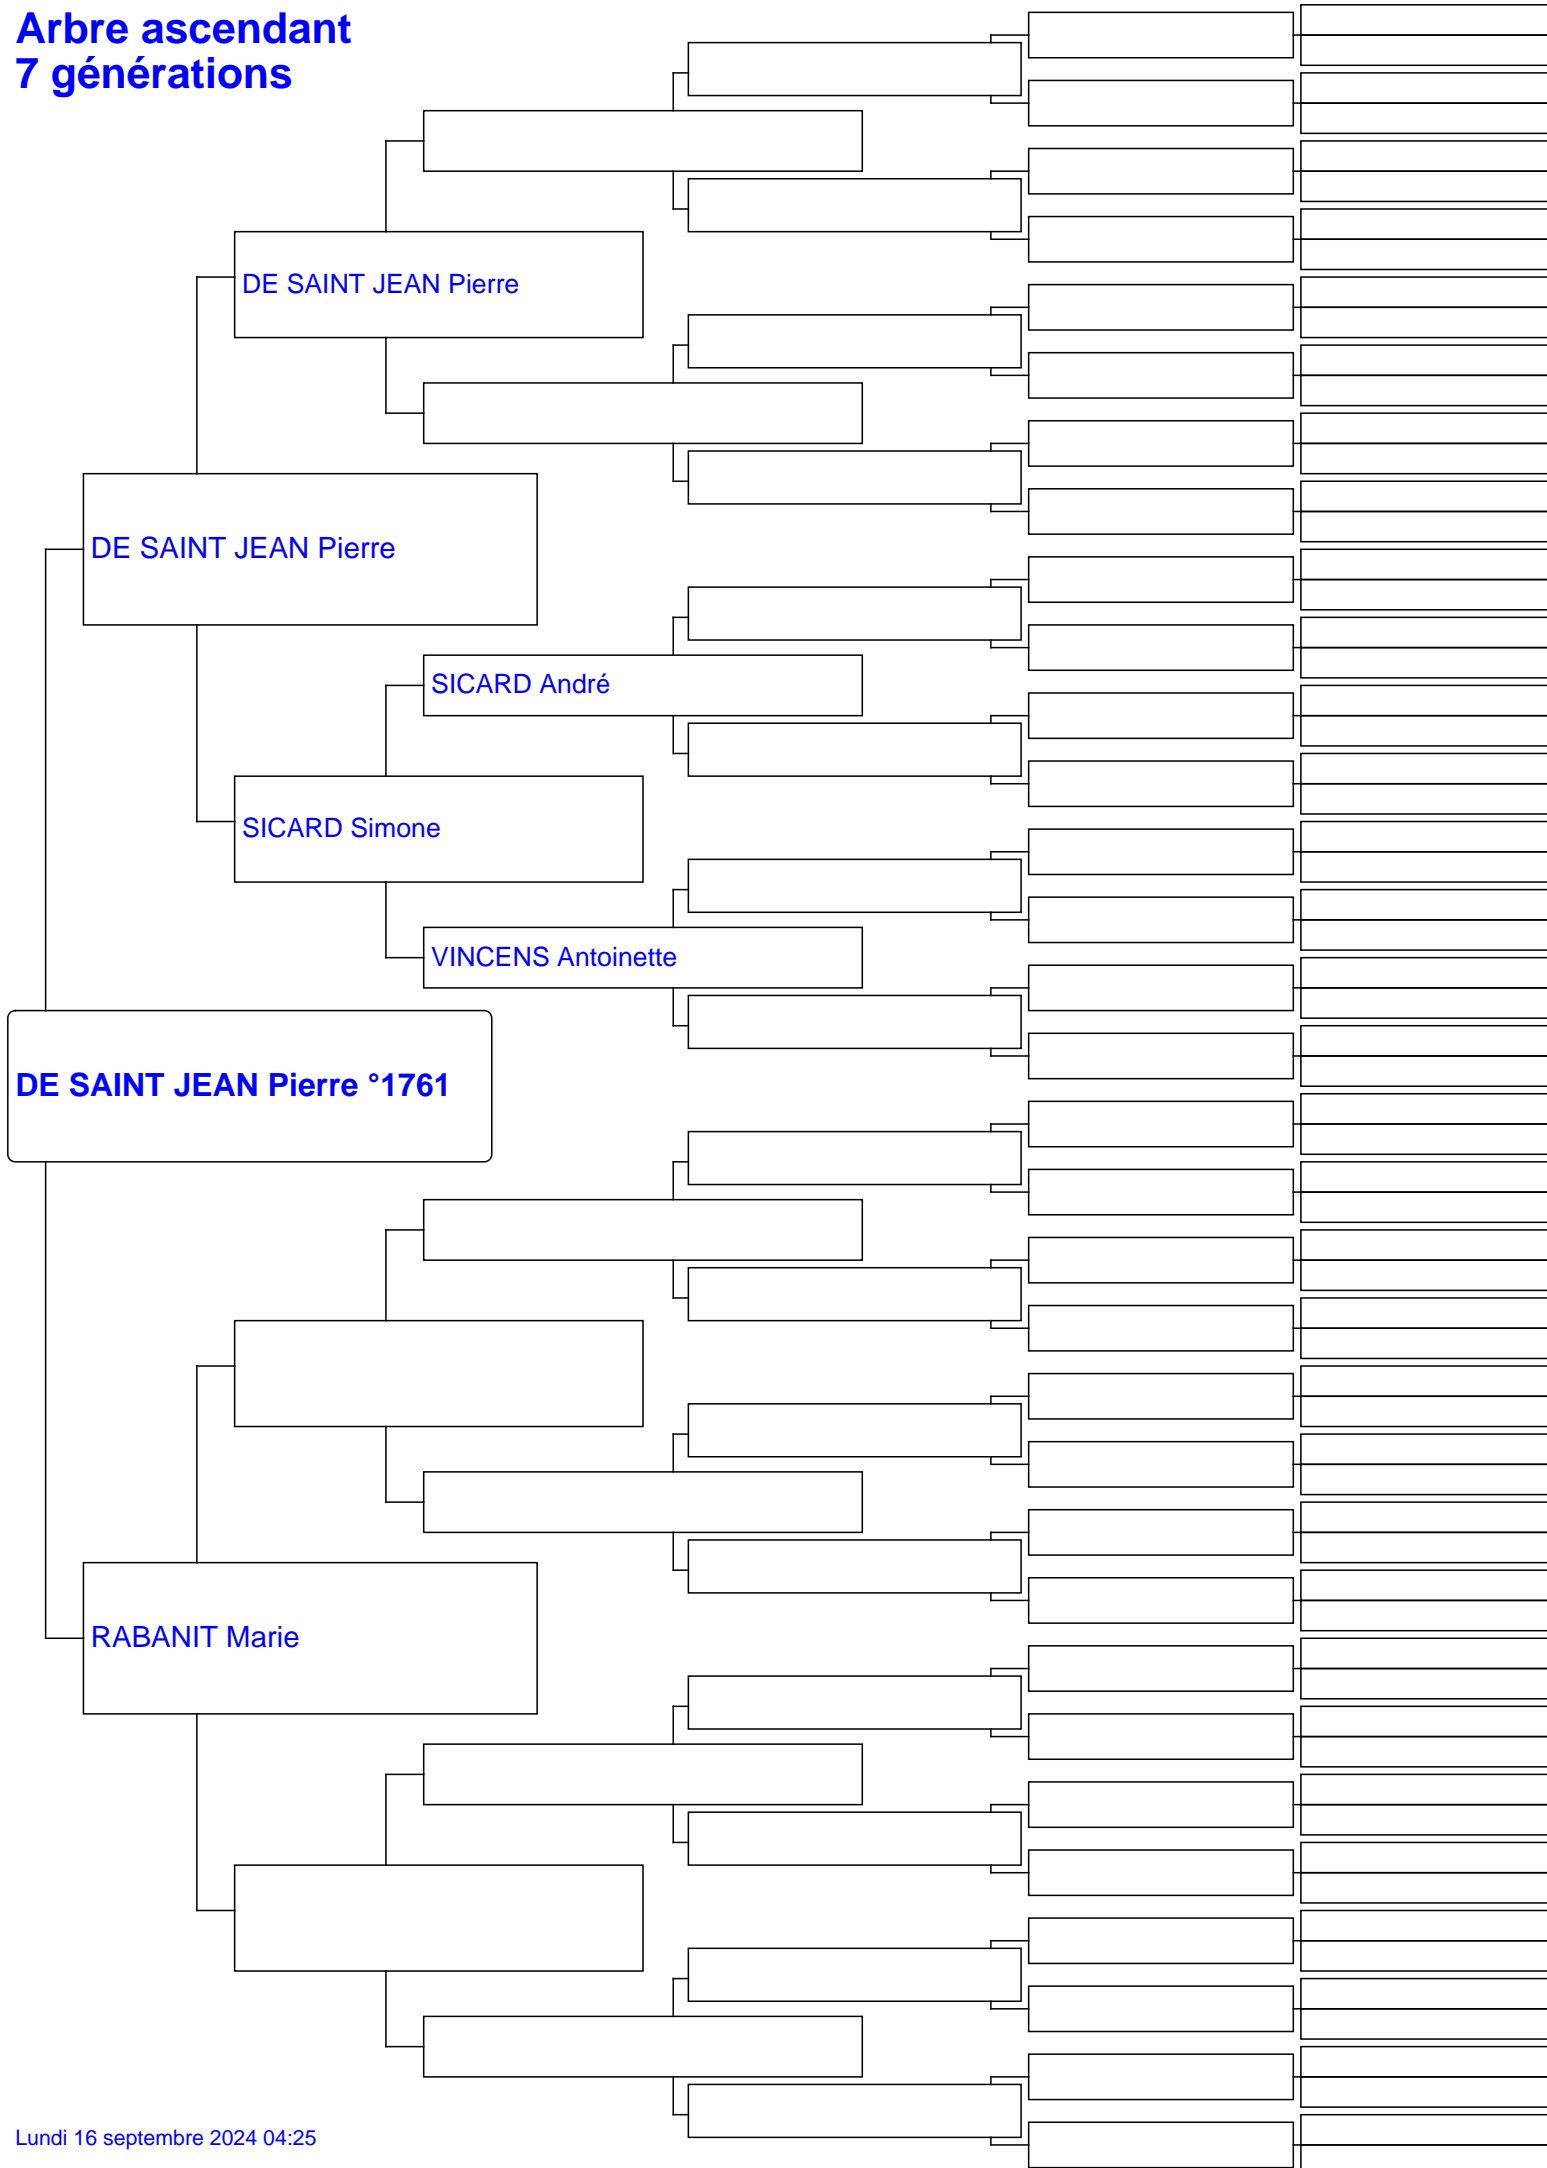 Arbre ascendant
7 générations
DE SAINT JEAN Pierre
DE SAINT JEAN Pierre
SICARD André
SICARD Simone
VINCENS Antoinette
DE SAINT JEAN Pierre °1761
RABANIT Marie
Lundi 16 septembre 2024 04:25